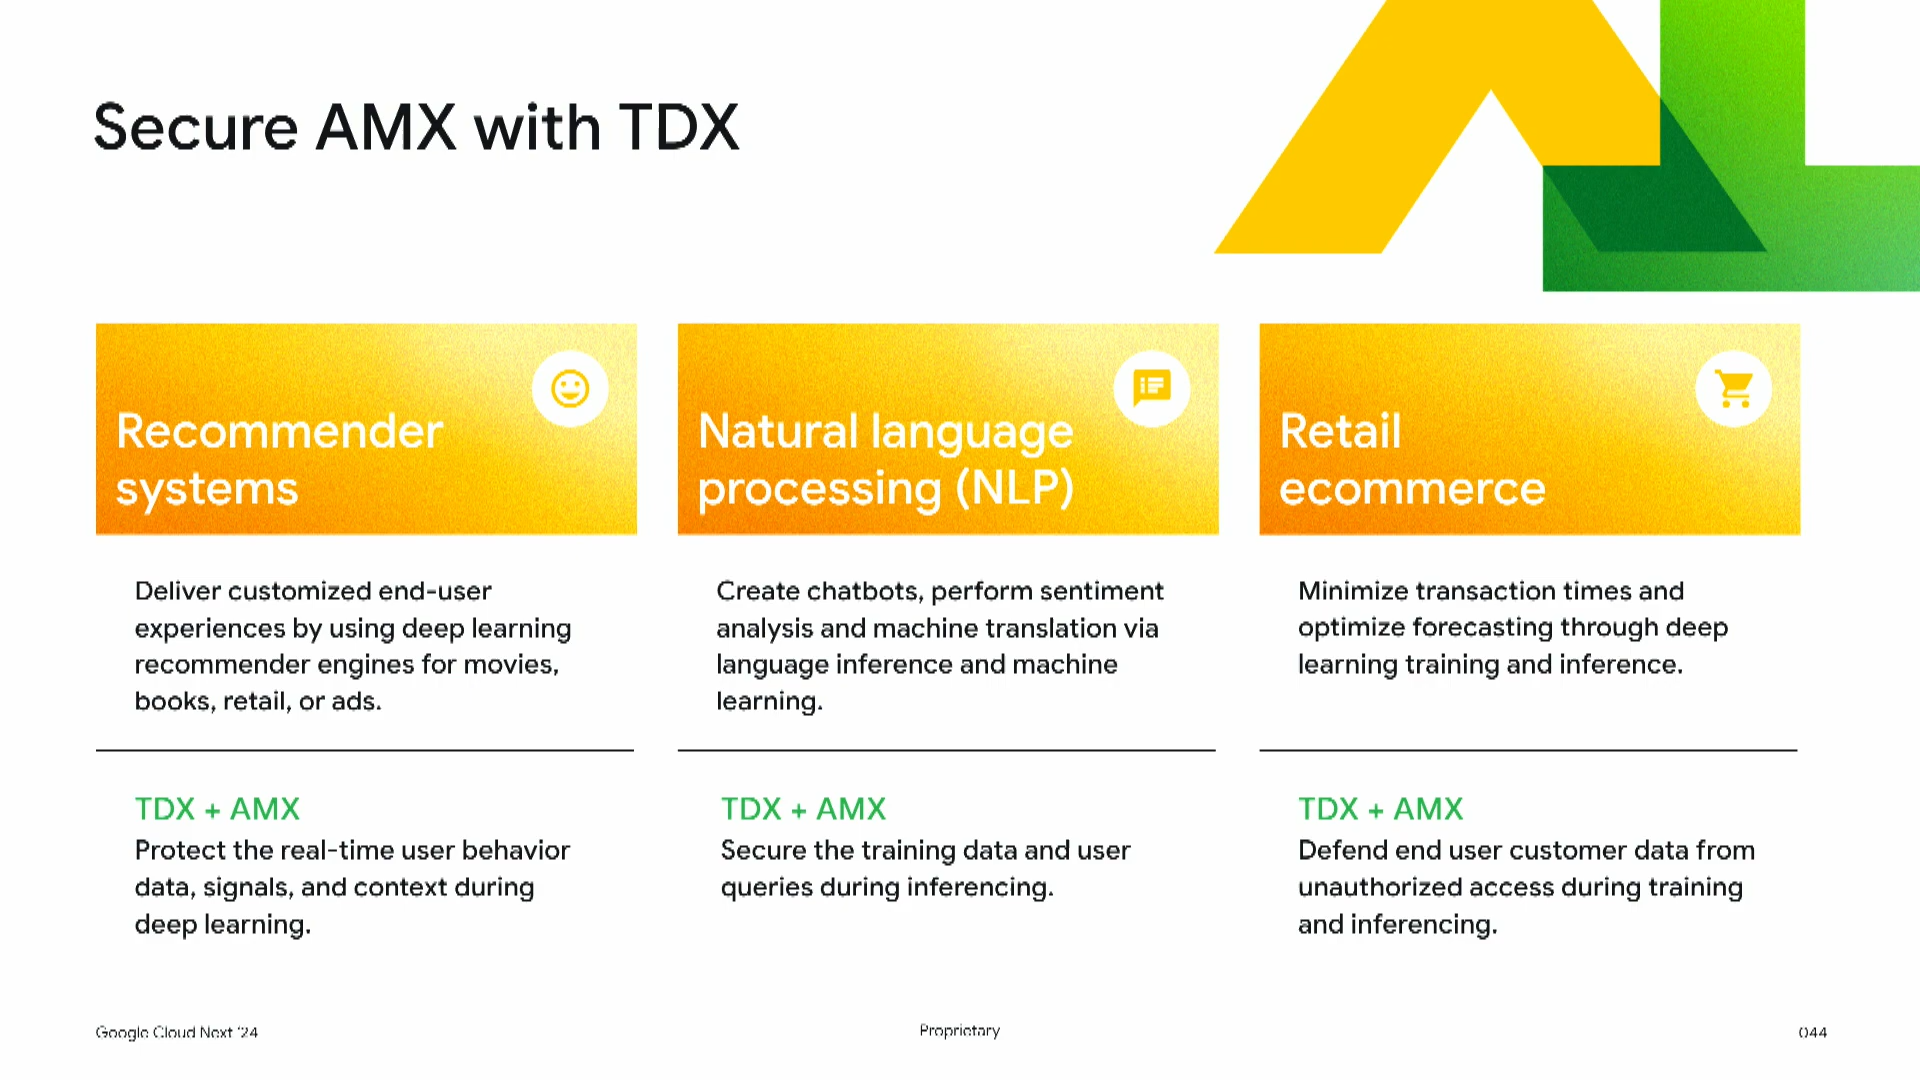 Secure AMX with TDX
Recommender
systems
Deliver customized end-user
experiences by using deep learning
recommender engines for movies,
books, retail, or ads.
TDX + AMX
Protect the real-time user behavior
data, signals, and context during
deep learning.
Natural language
processing (NLP)
Create chatbots, perform sentiment
analysis and machine translation via
language inference and machine
learning.
TDX + AMX
Secure the training data and user
queries during inferencing.
Retail
ecommerce
Minimize transaction times and
optimize forecasting through deep
learning training and inference.
TDX + AMX
Defend end user customer data from
unauthorized access during training
and inferencing.
Google Cloud Next '24
Proprietary
044